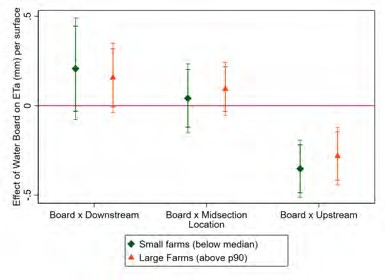 Effect of Water Board on ETa (mm) per surface
.5
0
-.5
Board x Downstream
Board x Midsection
Board x Upstream
Location
Small farms (below median)
Large Farms (above p90)